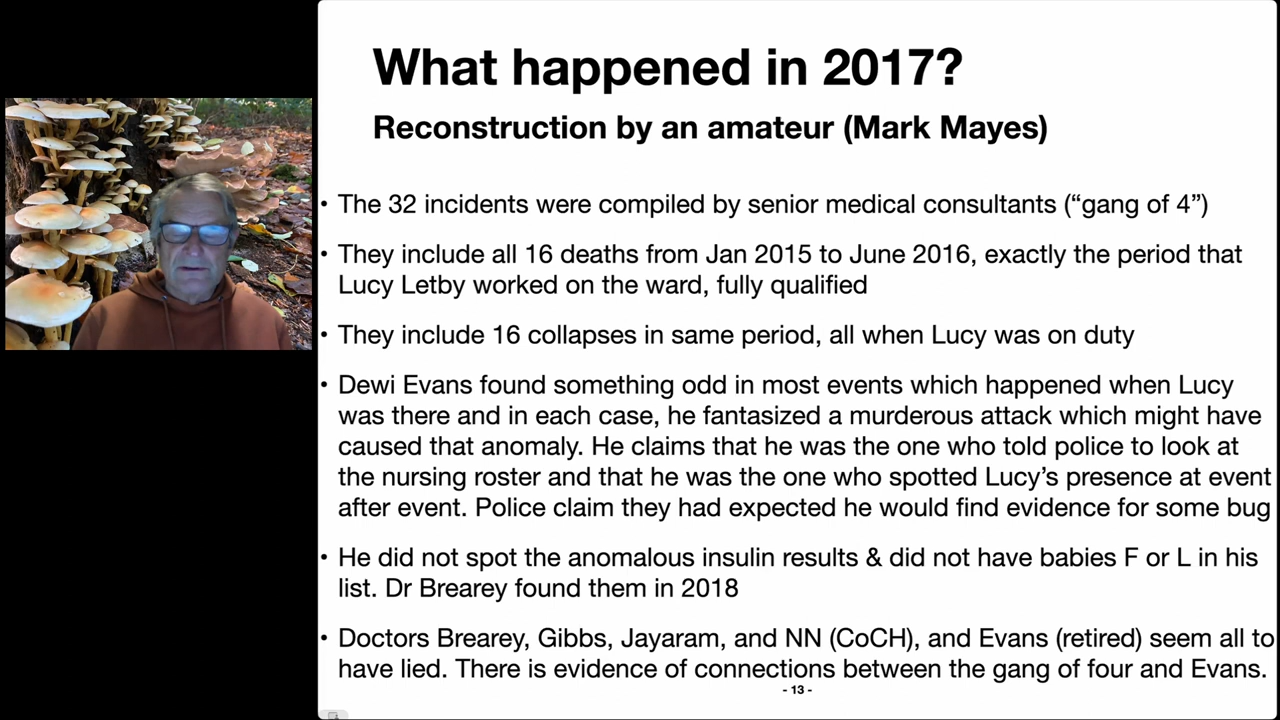 What happened in 2017?
Reconstruction by an amateur (Mark Mayes)
• The 32 incidents were compiled by senior medical consultants (“gang of 4”)
• They include all 16 deaths from Jan 2015 to June 2016, exactly the period that
Lucy Letby worked on the ward, fully qualified
• They include 16 collapses in same period, all when Lucy was on duty
• Dewi Evans found something odd in most events which happened when Lucy
was there and in each case, he fantasized a murderous attack which might have
caused that anomaly. He claims that he was the one who told police to look at
the nursing roster and that he was the one who spotted Lucy’s presence at event
after event. Police claim they had expected he would find evidence for some bug
• He did not spot the anomalous insulin results & did not have babies F or L in his
list. Dr Brearey found them in 2018
• Doctors Brearey, Gibbs, Jayaram, and NN (CoCH), and Evans (retired) seem all to
have lied. There is evidence of connections between the gang of four and Evans.
- 13 -